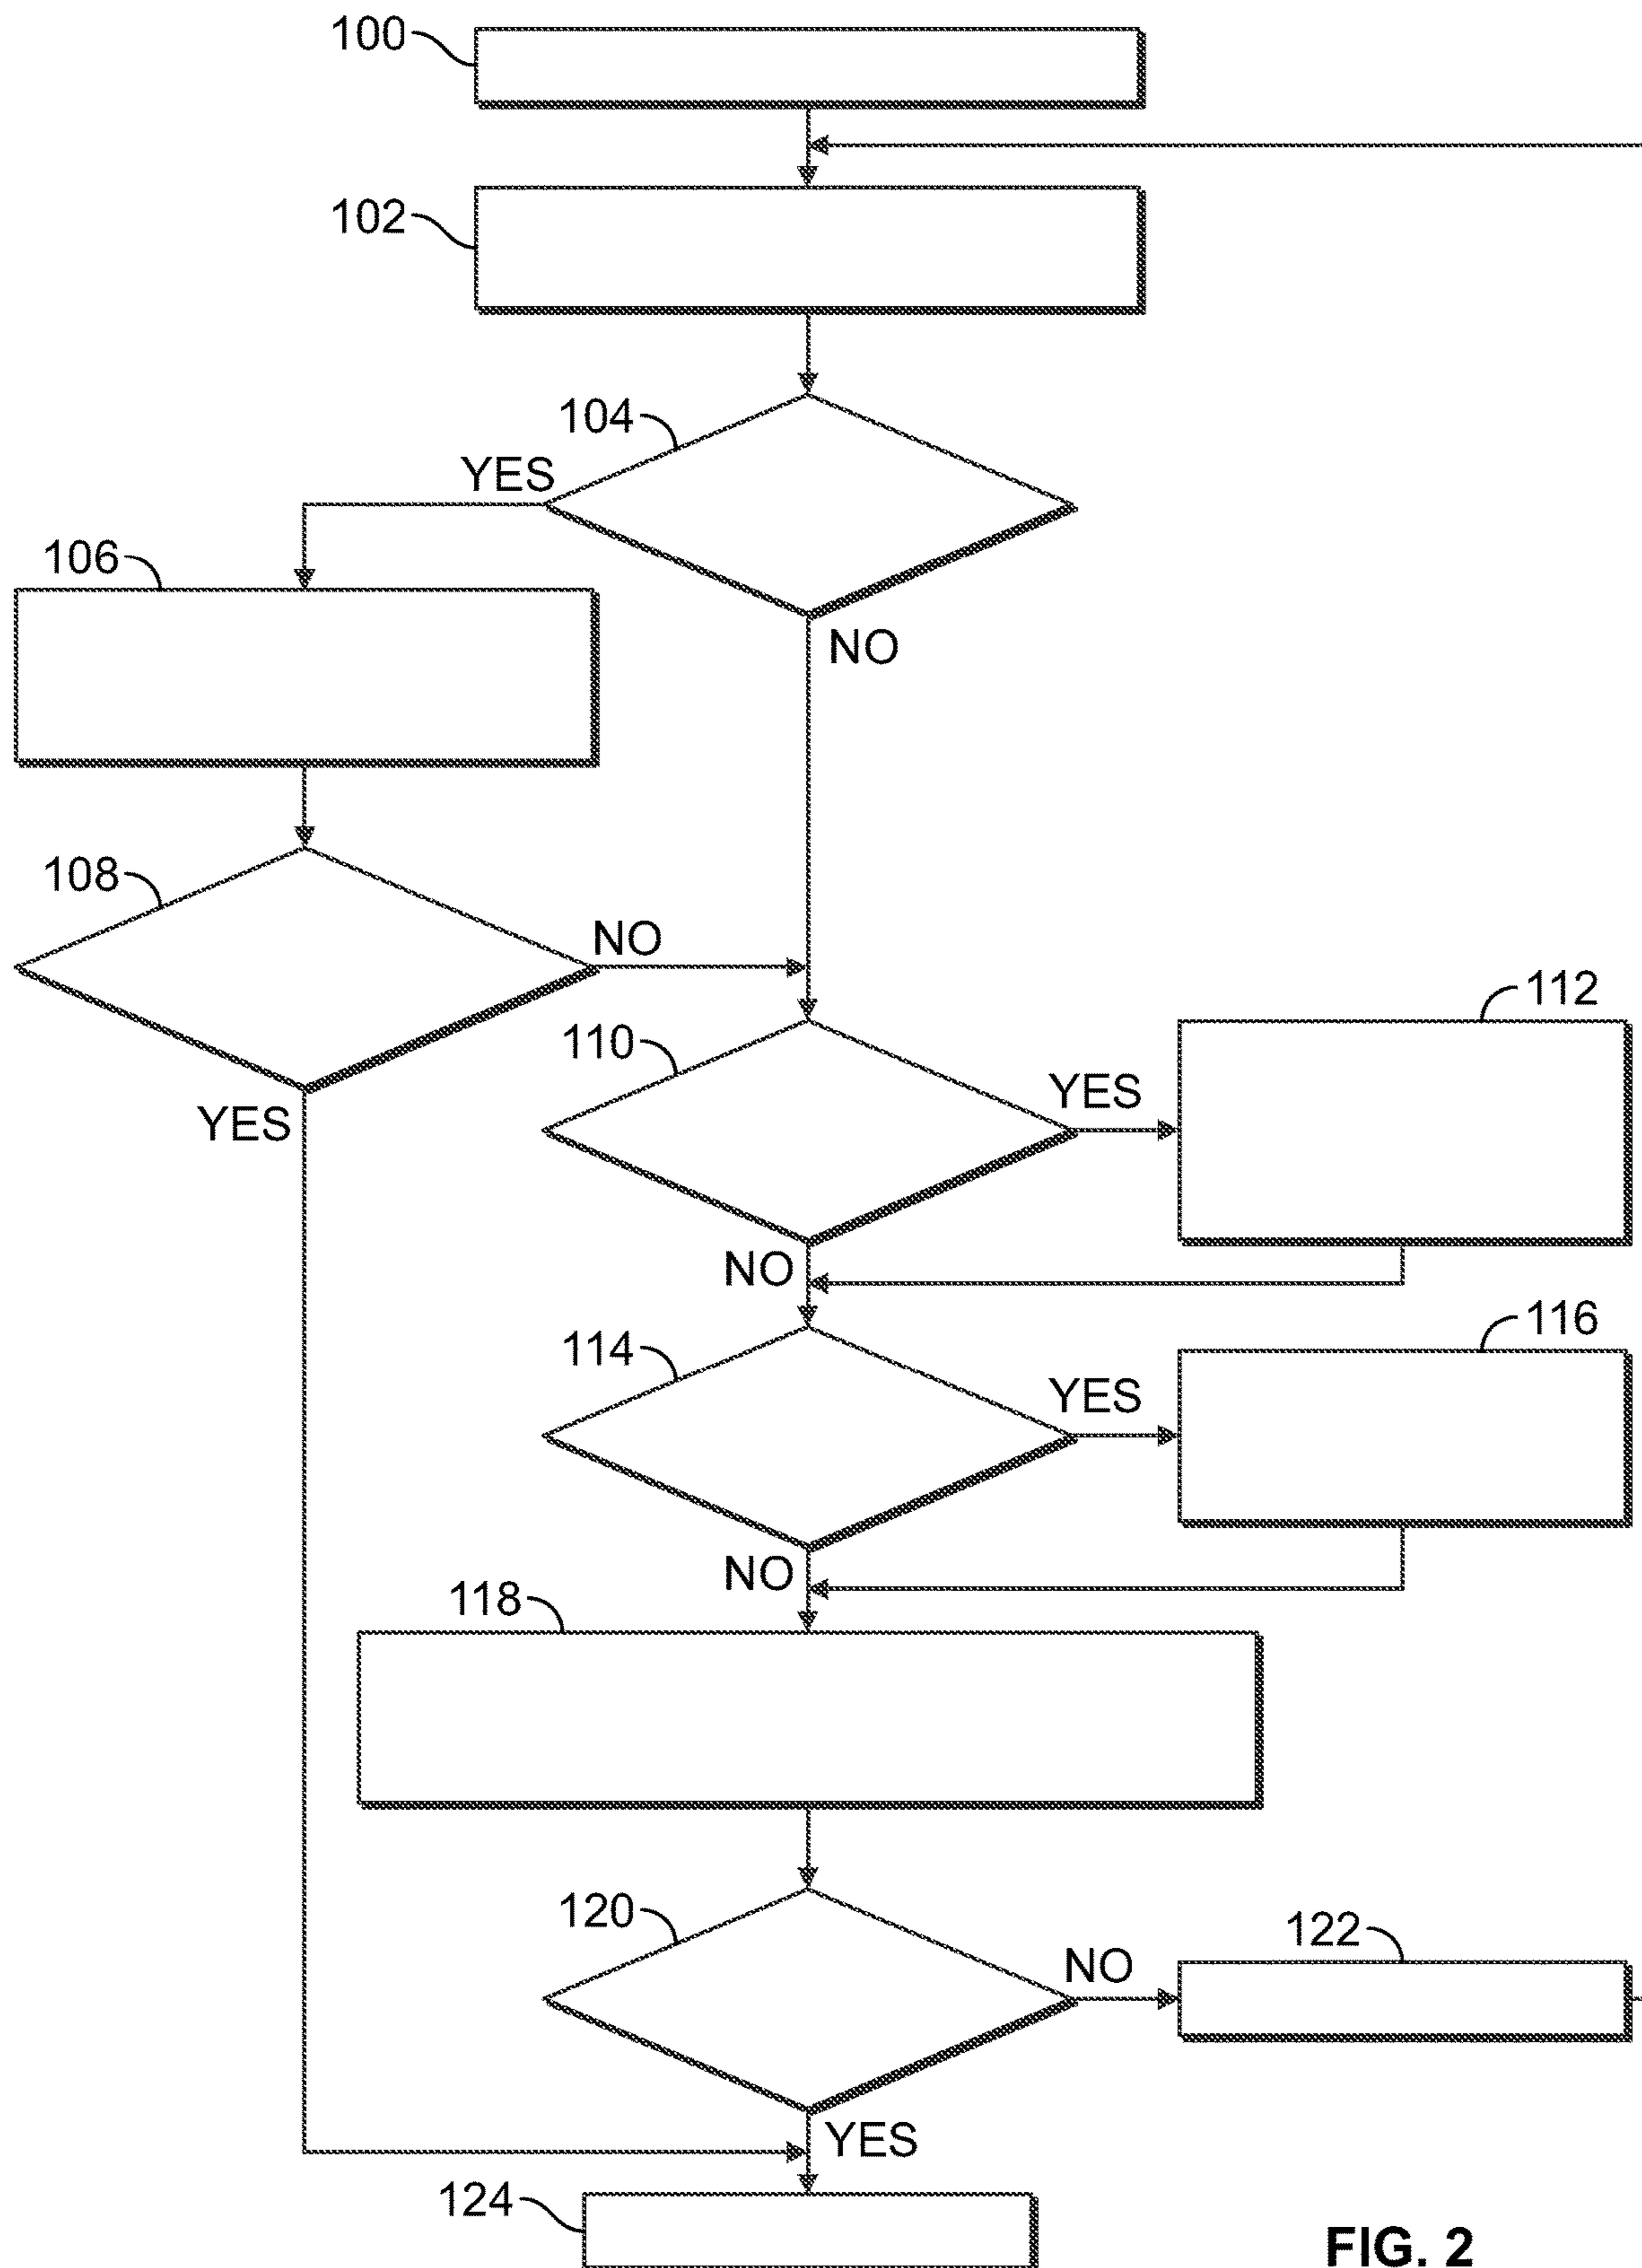 100
102
104
YES
106
NO
108
NO
112
110
YES
YES
NO
116
114
YES
NO
118
120
NO
122
YES
124
FIG. 2